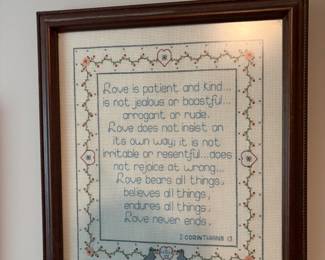 Love is patient and kind...
is not jealous or boastful...
arrogant or rude.
Love does not insist on
its own way; it is not
irritable or resentful...does
not rejoice at wrong...
Love bears all things,
believes all things,
endures all things.
Love never ends.
I CORINTHIANS 13